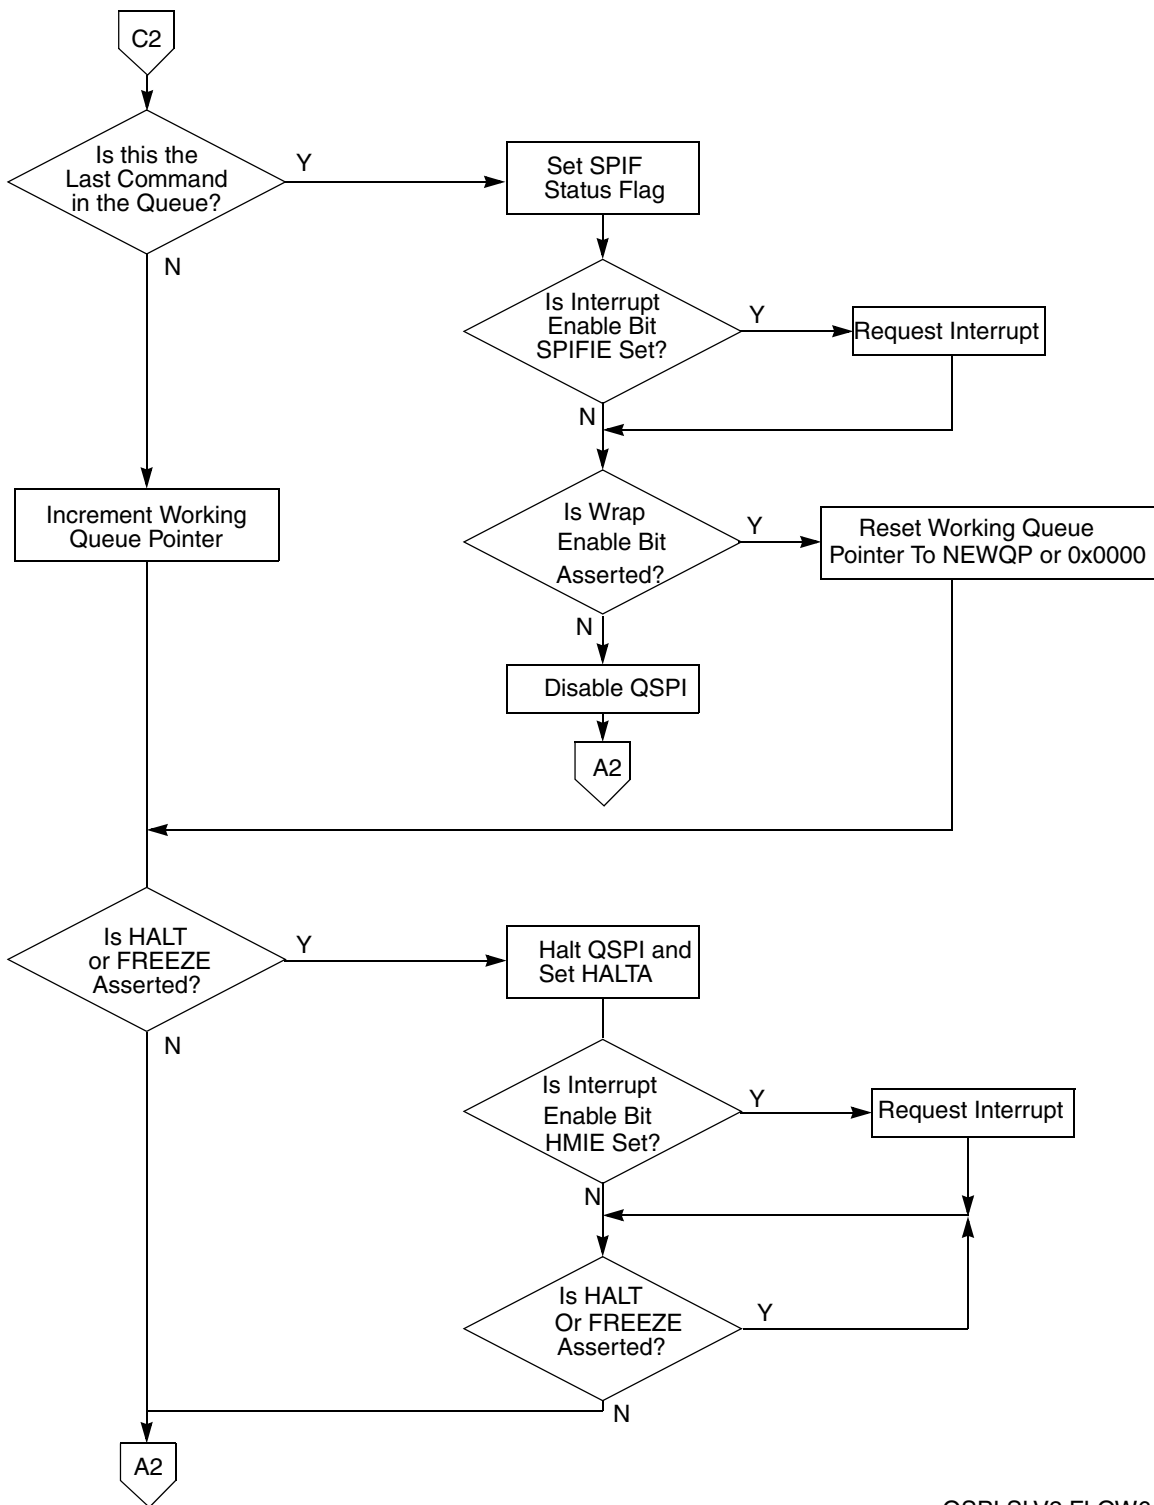 C2
Is this the
Last Command
in the Queue?
Y
N
Set SPIF
Status Flag
Is Interrupt
Enable Bit
SPIFIE Set?
Y
Request Interrupt
N
Increment Working
Queue Pointer
Is Wrap
Enable Bit
Asserted?
Y
Reset Working Queue
Pointer To NEWQP or 0x0000
N
Disable QSPI
A2
Is HALT
or FREEZE
Asserted?
Y
N
Halt QSPI and
Set HALTA
Is Interrupt
Enable Bit
HMIE Set?
Y
Request Interrupt
N
Is HALT
Or FREEZE
Asserted?
Y
N
A2